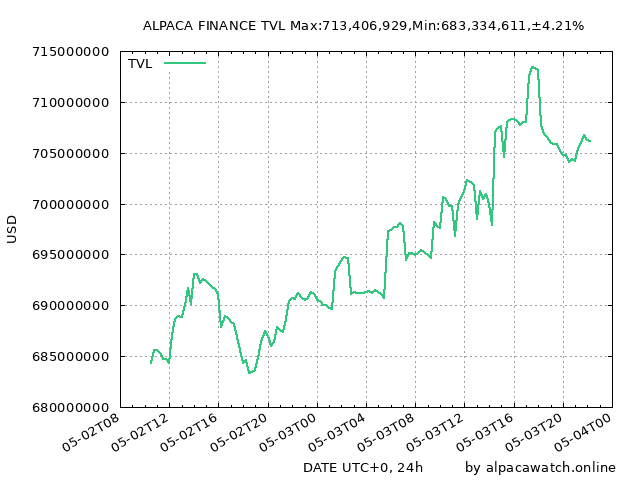 ALPACA FINANCE TVL Max:713,406,929,Min:683,334,611,±4.21%
TVL
715000000
710000000
705000000
700000000
695000000
690000000
685000000
680000000
USD
05-02T08
05-02T12
05-02T16
05-02T20
05-03T00
05-03T04
05-03T08
05-03T12
05-03T16
05-03T20
05-04T00
DATE UTC+0, 24h
by alpacawatch.online